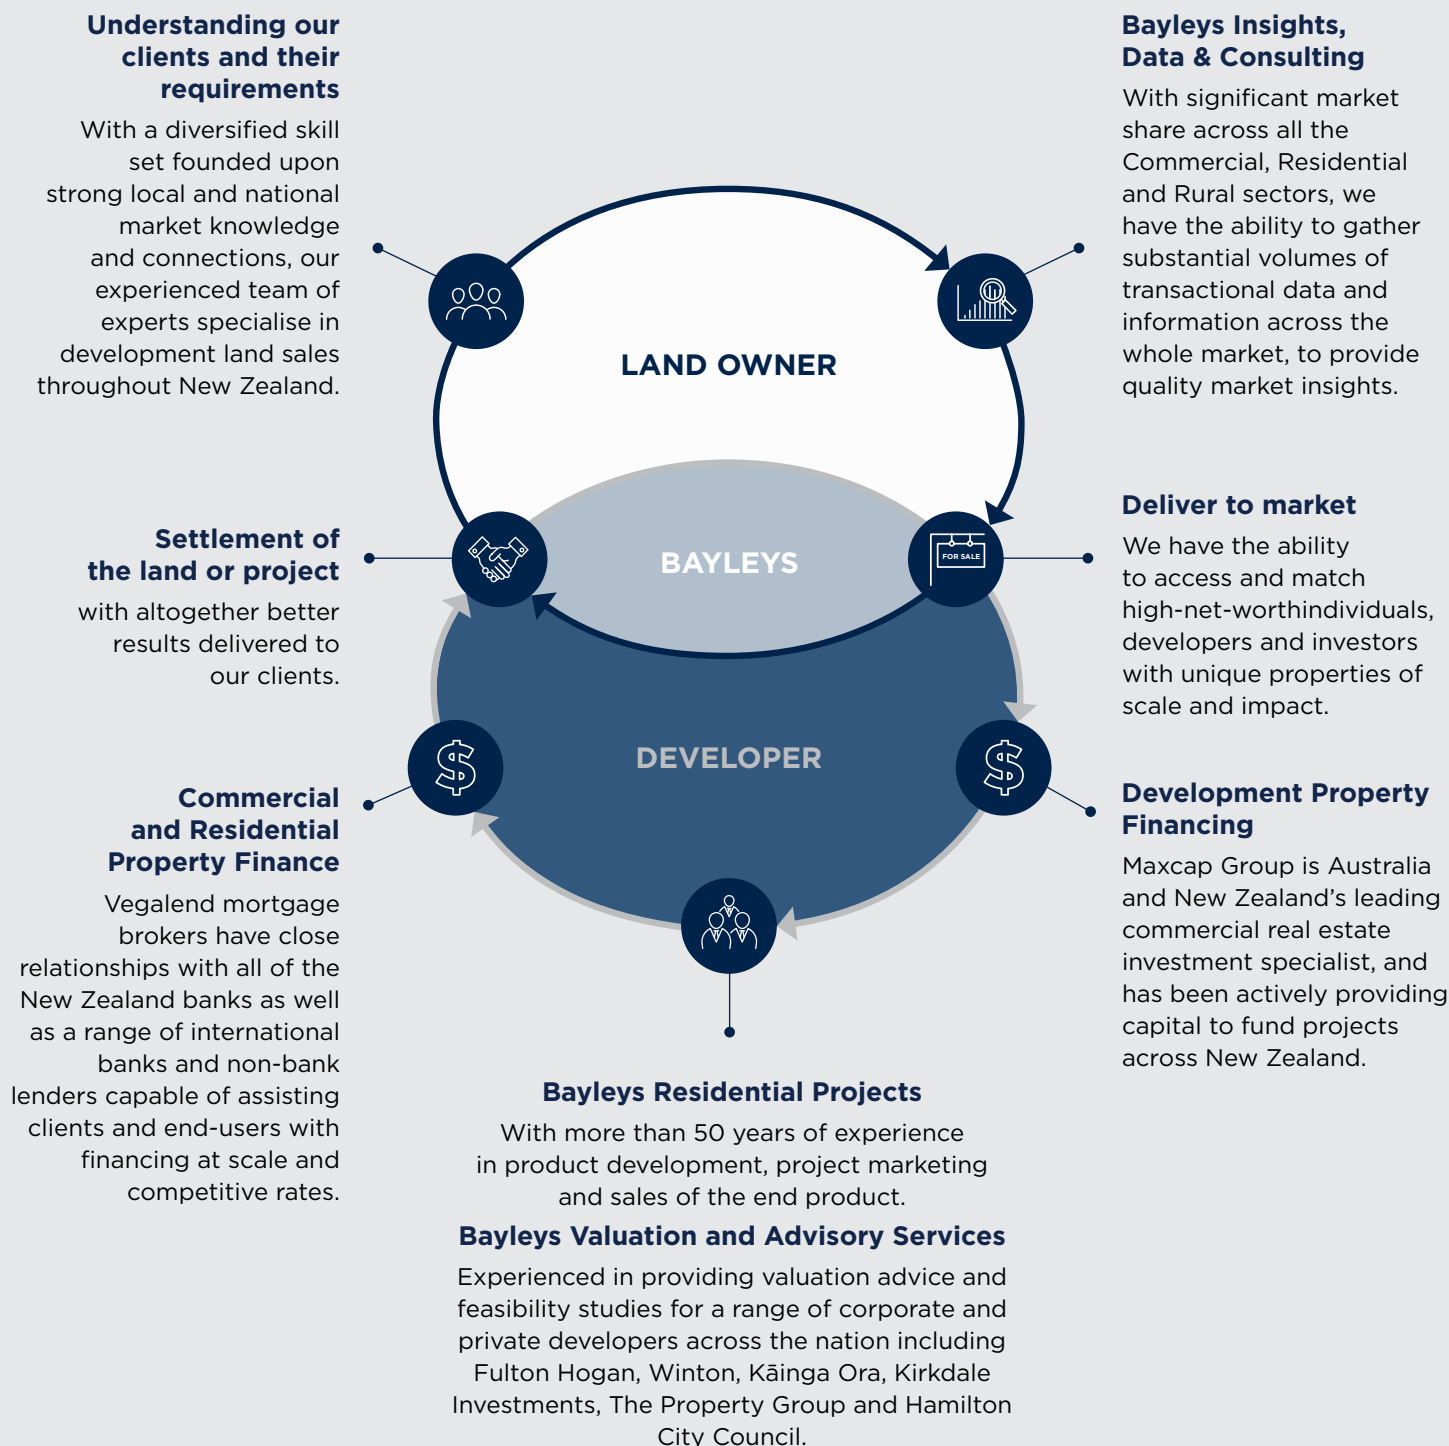 Understanding our
clients and their
requirements
With a diversified skill
set founded upon
strong local and national
market knowledge
and connections, our
experienced team of
experts specialise in
development land sales
throughout New Zealand.
Bayleys Insights,
Data & Consulting
With significant market
share across all the
Commercial, Residential
and Rural sectors, we
have the ability to gather
substantial volumes of
transactional data and
information across the
whole market, to provide
quality market insights.
LAND OWNER
Settlement of
the land or project
with altogether better
results delivered to
our clients.
BAYLEYS
FOR SALE
Deliver to market
We have the ability
to access and match
high-net-worthindividuals,
developers and investors
with unique properties of
scale and impact.
DEVELOPER
$
$
Commercial
and Residential
Property Finance
Vegalend mortgage
brokers have close
relationships with all of the
New Zealand banks as well
as a range of international
banks and non-bank
lenders capable of assisting
clients and end-users with
financing at scale and
competitive rates.
Development Property
Financing
Maxcap Group is Australia
and New Zealand’s leading
commercial real estate
investment specialist, and
has been actively providing
capital to fund projects
across New Zealand.
Bayleys Residential Projects
With more than 50 years of experience
in product development, project marketing
and sales of the end product.
Bayleys Valuation and Advisory Services
Experienced in providing valuation advice and
feasibility studies for a range of corporate and
private developers across the nation including
Fulton Hogan, Winton, Kāinga Ora, Kirkdale
Investments, The Property Group and Hamilton
City Council.